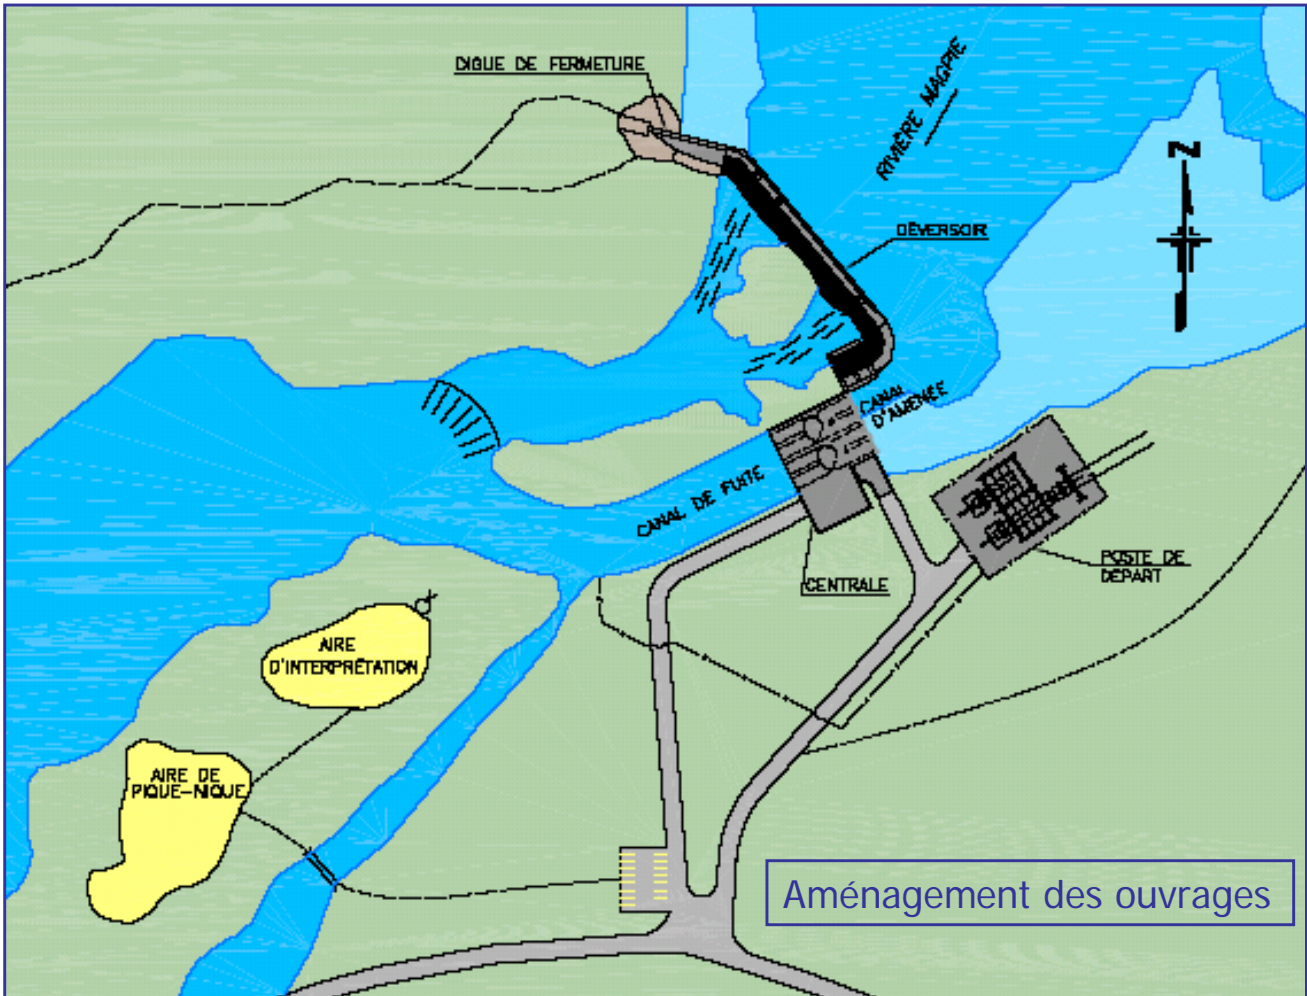 DIGUE DE FERMETURE
RIVIÈRE MAGPIE
N
DÉVERSOIR
CANAL
D'AMENÉE
CANAL DE FUITE
POSTE DE
DÉPART
CENTRALE
AIRE
D'INTERPRÉTATION
AIRE DE
PIQUE-NIQUE
Aménagement des ouvrages